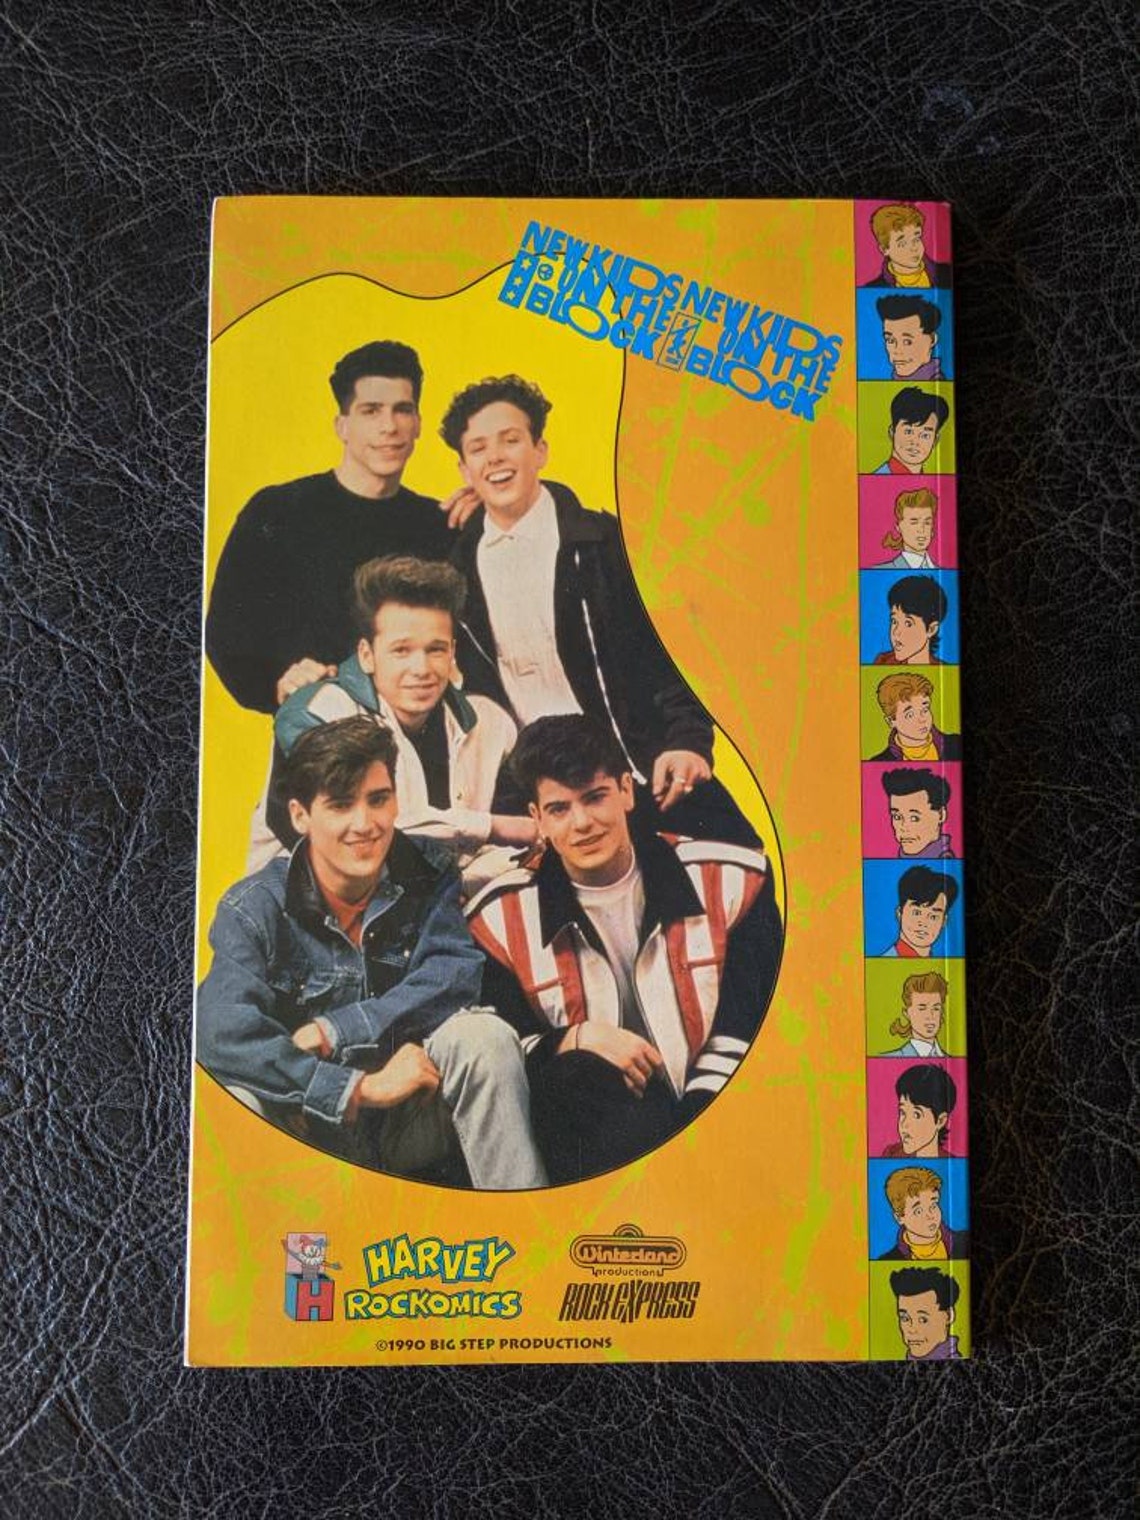 NEW KIDS
ON THE
BLOCK
NEW KIDS
ON THE
BLOCK
HARVEY
ROCKOMICS
H
Winterland
productions
ROCK EXPRESS
©1990 BIG STEP PRODUCTIONS